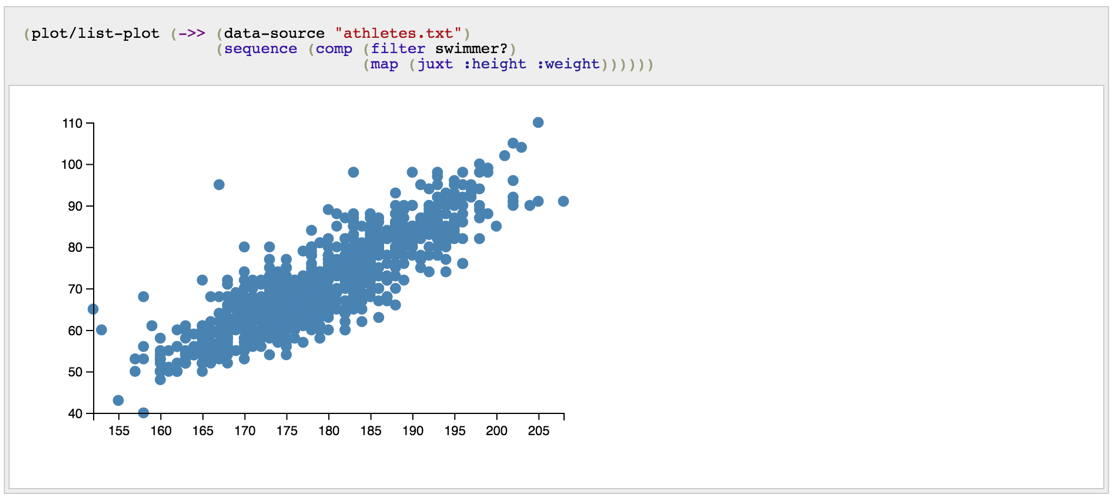 (plot/list-plot (->> (data-source "athletes.txt")
(sequence (comp (filter swimmer?)
(map (juxt :height :weight))))))
110
100
90
80
70
60
50
40
155 160 165 170 175 180 185 190 195 200 205